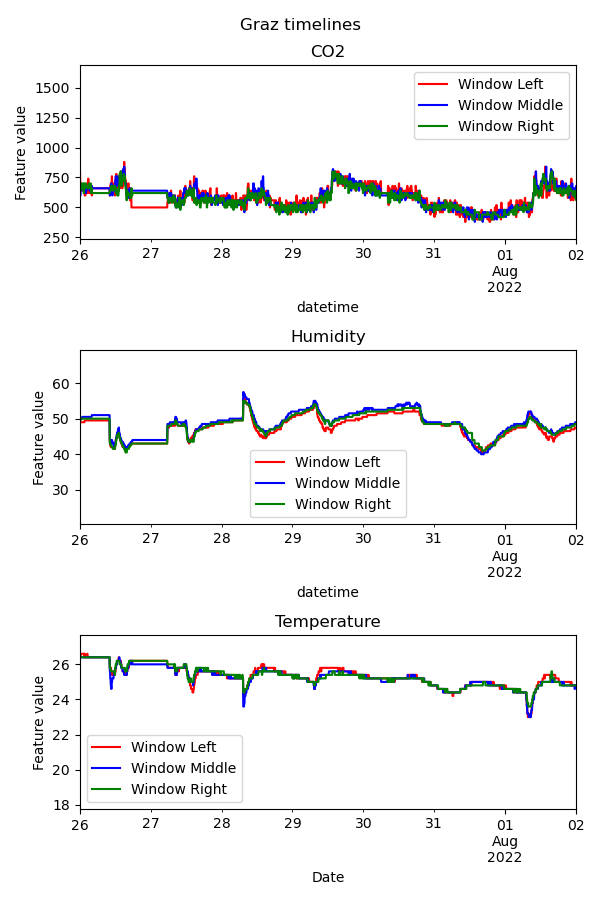 Graz timelines
CO2
1500
1250
1000
750
500
250
Feature value
Window Left
Window Middle
Window Right
26 27 28 29 30 31 01 02
Aug
2022
datetime
Humidity
60
50
40
30
Feature value
Window Left
Window Middle
Window Right
26 27 28 29 30 31 01 02
Aug
2022
datetime
Temperature
26
24
22
20
18
Feature value
Window Left
Window Middle
Window Right
26 27 28 29 30 31 01 02
Aug
2022
Date